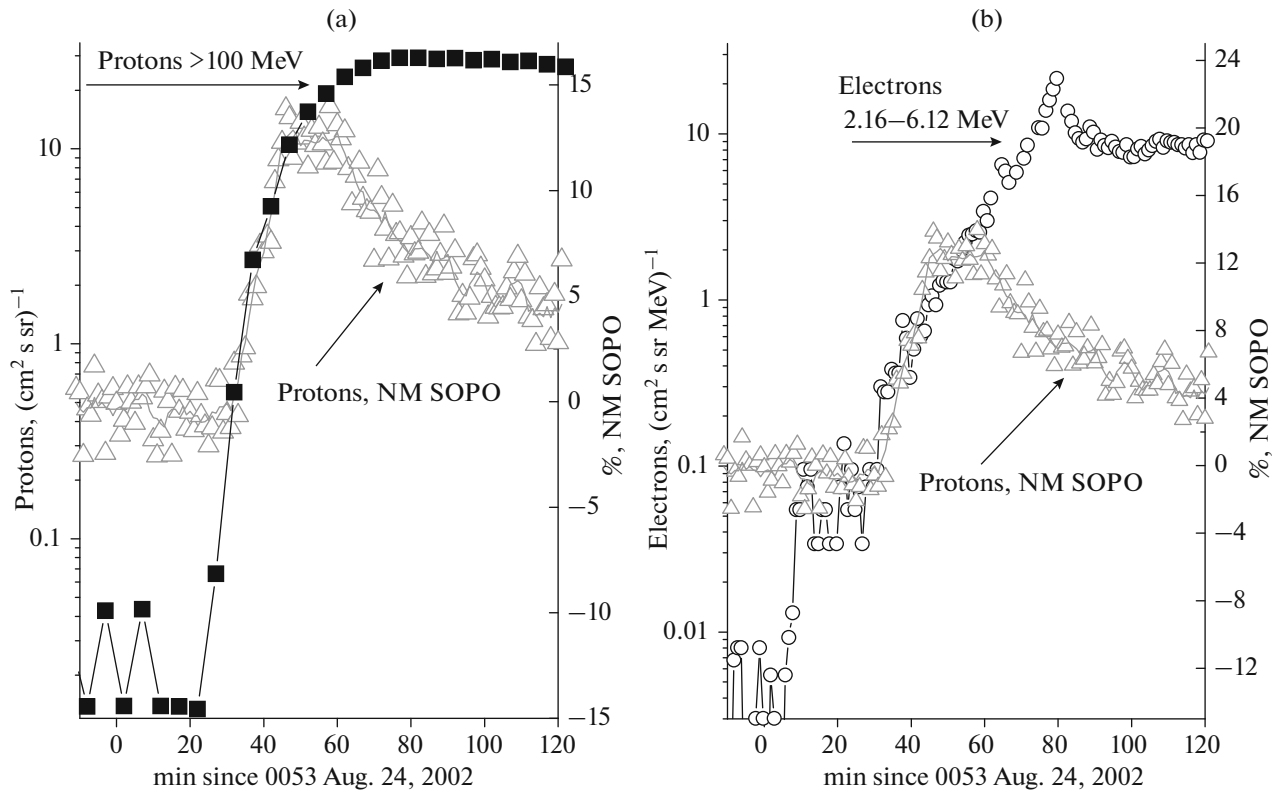 (a)
Protons >100 MeV
Protons, NM SOPO
Protons, (cm² s sr)⁻¹
10
1
0.1
%, NM SOPO
15
10
5
0
−5
−10
−15
0 20 40 60 80 100 120
min since 0053 Aug. 24, 2002
(b)
Electrons
2.16−6.12 MeV
Protons, NM SOPO
Electrons, (cm² s sr MeV)⁻¹
10
1
0.1
0.01
%, NM SOPO
24
20
16
12
8
4
0
−4
−8
−12
0 20 40 60 80 100 120
min since 0053 Aug. 24, 2002